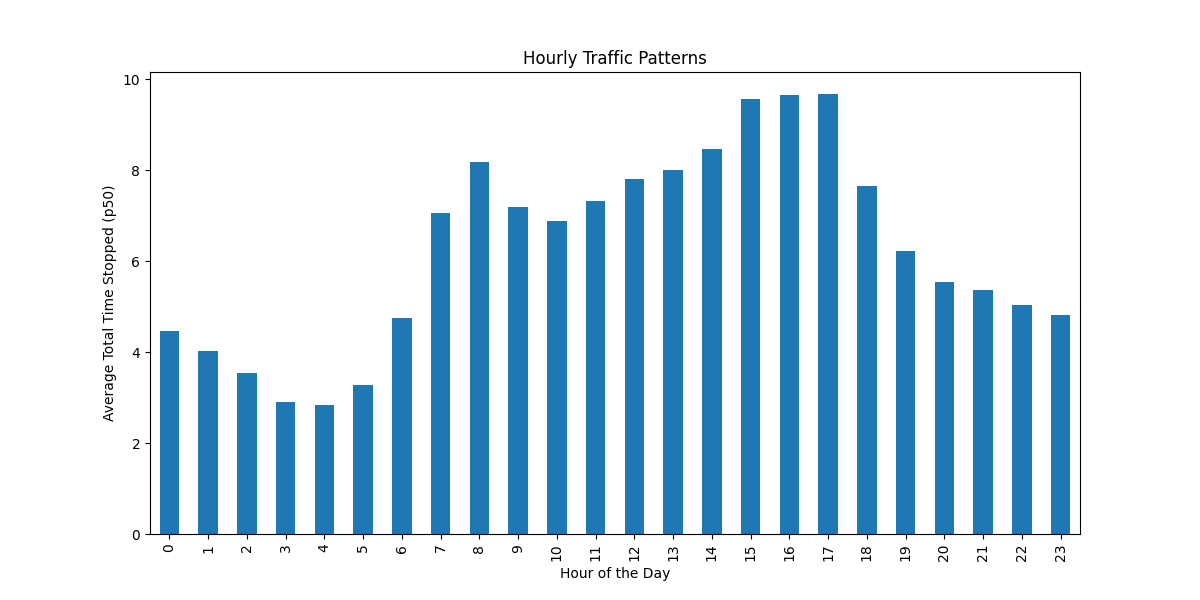 Hourly Traffic Patterns
Average Total Time Stopped (p50)
10
8
6
4
2
0
0 1 2 3 4 5 6 7 8 9 10 11 12 13 14 15 16 17 18 19 20 21 22 23
Hour of the Day